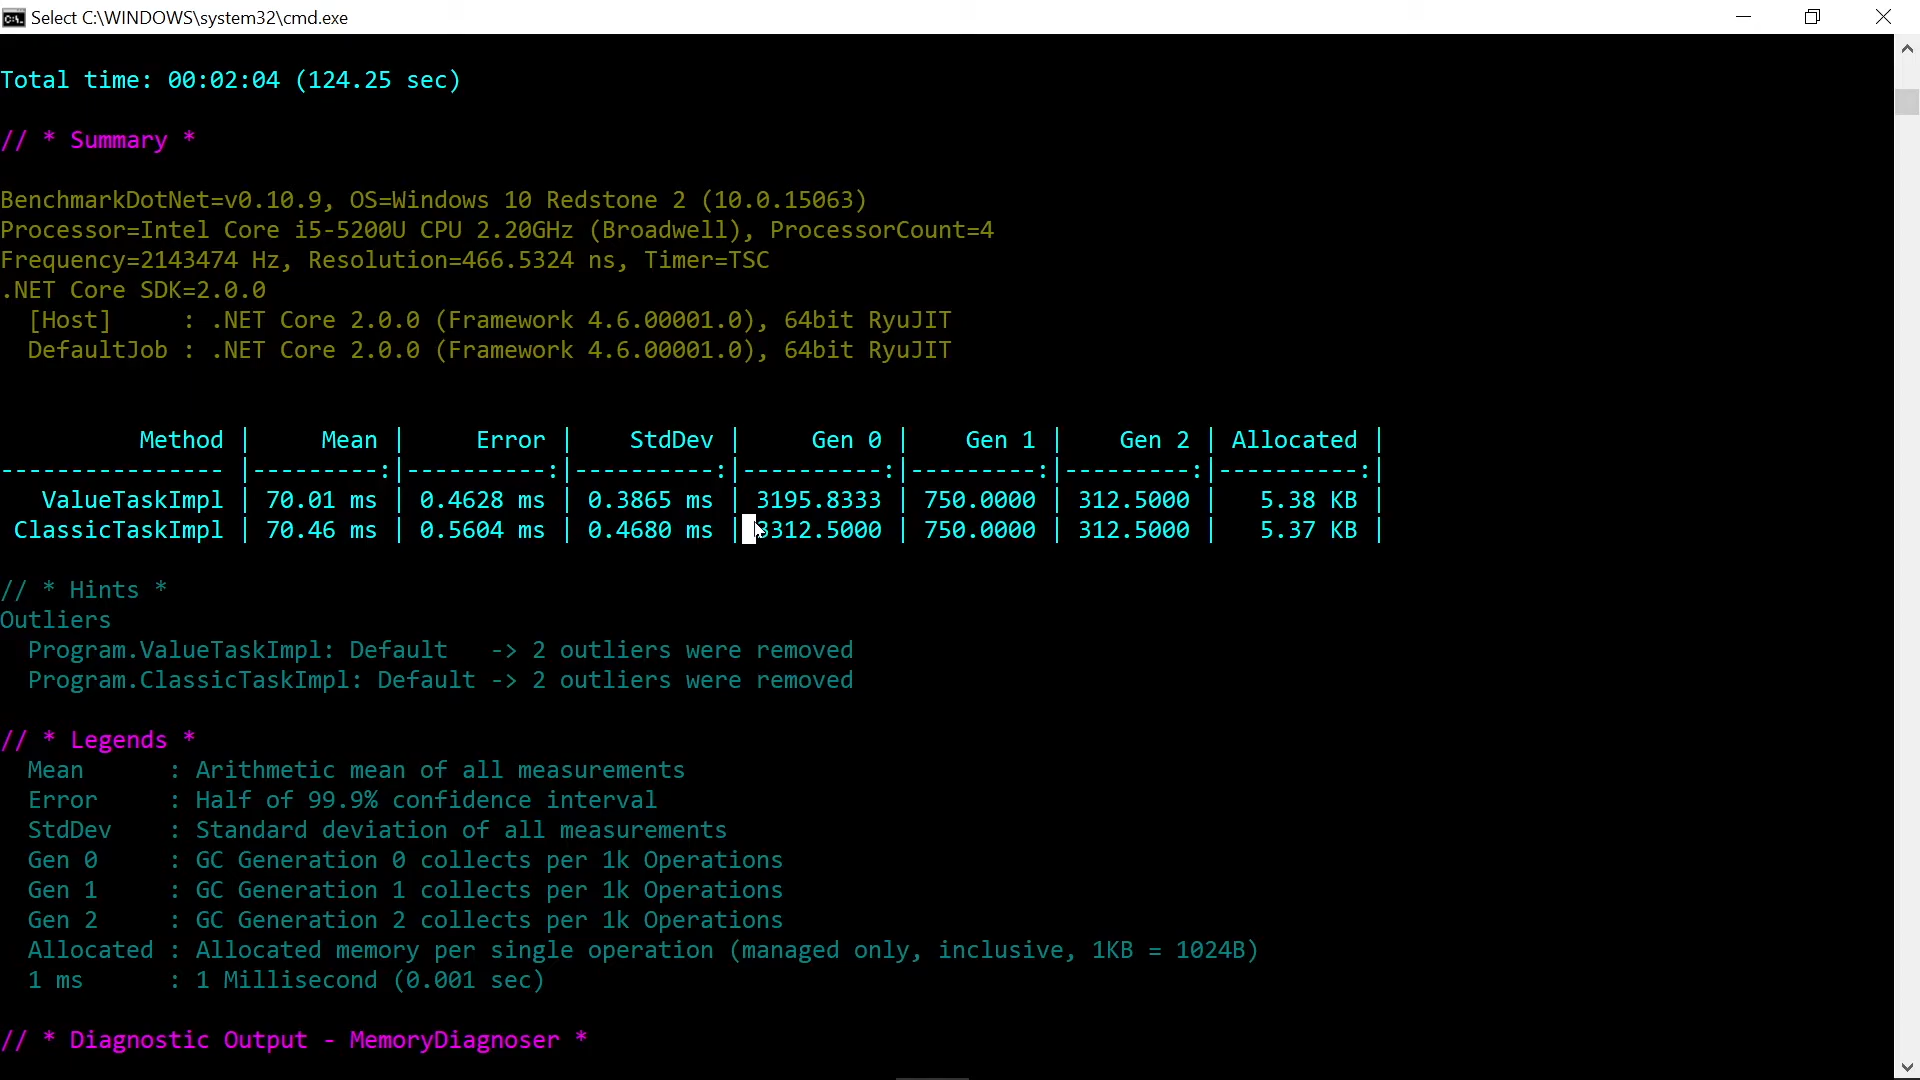 Select C:\WINDOWS\system32\cmd.exe
Total time: 00:02:04 (124.25 sec)
// * Summary *
BenchmarkDotNet=v0.10.9, OS=Windows 10 Redstone 2 (10.0.15063)
Processor=Intel Core i5-5200U CPU 2.20GHz (Broadwell), ProcessorCount=4
Frequency=2143474 Hz, Resolution=466.5324 ns, Timer=TSC
.NET Core SDK=2.0.0
  [Host]     : .NET Core 2.0.0 (Framework 4.6.00001.0), 64bit RyuJIT
  DefaultJob : .NET Core 2.0.0 (Framework 4.6.00001.0), 64bit RyuJIT
          Method |     Mean |     Error |    StdDev |     Gen 0 |    Gen 1 |    Gen 2 | Allocated |
---------------- |---------:|----------:|----------:|----------:|---------:|---------:|----------:|
   ValueTaskImpl | 70.01 ms | 0.4628 ms | 0.3865 ms | 3195.8333 | 750.0000 | 312.5000 |   5.38 KB |
 ClassicTaskImpl | 70.46 ms | 0.5604 ms | 0.4680 ms | 3312.5000 | 750.0000 | 312.5000 |   5.37 KB |
// * Hints *
Outliers
  Program.ValueTaskImpl: Default   -> 2 outliers were removed
  Program.ClassicTaskImpl: Default -> 2 outliers were removed
// * Legends *
  Mean      : Arithmetic mean of all measurements
  Error     : Half of 99.9% confidence interval
  StdDev    : Standard deviation of all measurements
  Gen 0     : GC Generation 0 collects per 1k Operations
  Gen 1     : GC Generation 1 collects per 1k Operations
  Gen 2     : GC Generation 2 collects per 1k Operations
  Allocated : Allocated memory per single operation (managed only, inclusive, 1KB = 1024B)
  1 ms      : 1 Millisecond (0.001 sec)
// * Diagnostic Output - MemoryDiagnoser *